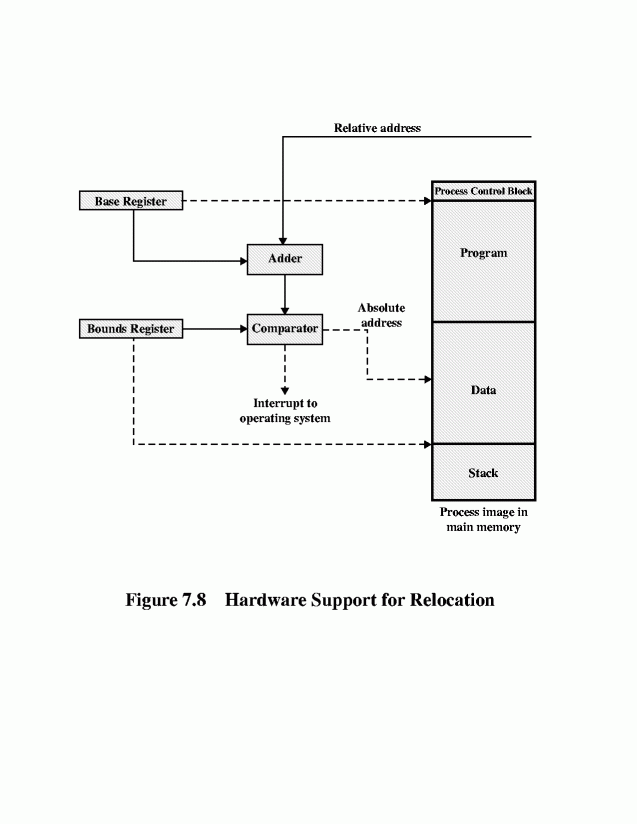 Relative address
Process Control Block
Base Register
Program
Adder
Absolute
address
Bounds Register
Comparator
Data
Interrupt to
operating system
Stack
Process image in
main memory
Figure 7.8 Hardware Support for Relocation